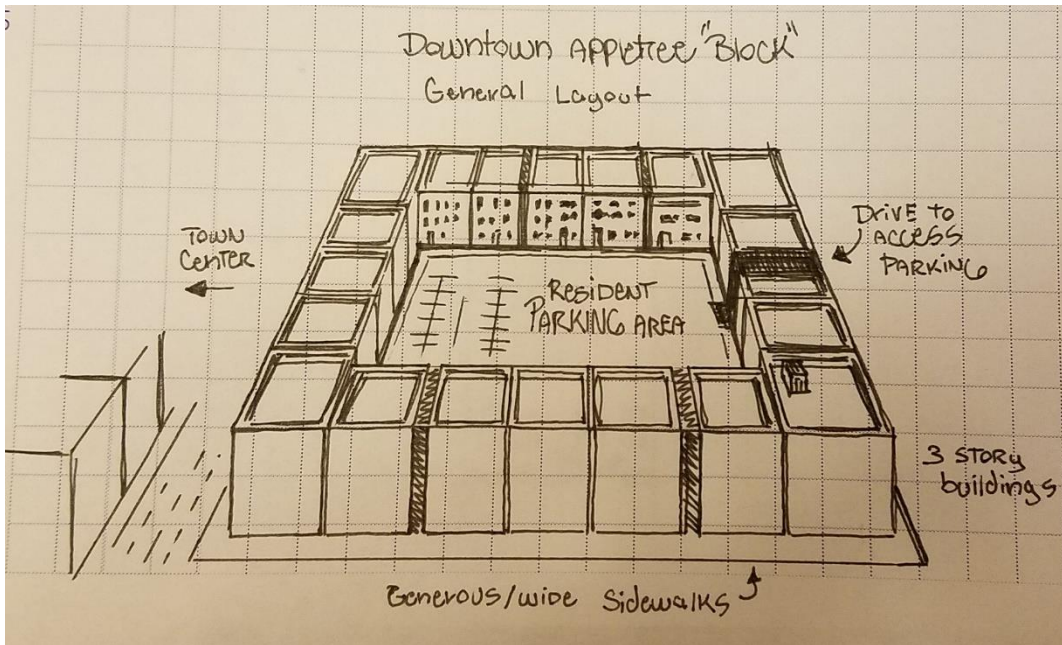 Downtown Appletree "Block"
General Layout
Town
Center
Drive to
Access
Parking
Resident
Parking Area
3 Story
buildings
Generous/wide Sidewalks